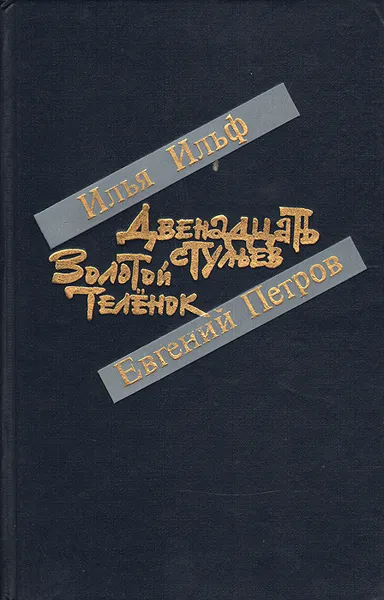 Илья Ильф
Двенадцать
стульев
Золотой
Телёнок
Евгений Петров